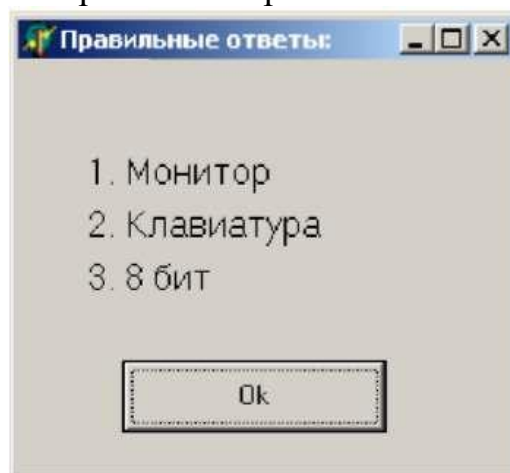 Правильные ответы:
1. Монитор
2. Клавиатура
3. 8 бит
Ok